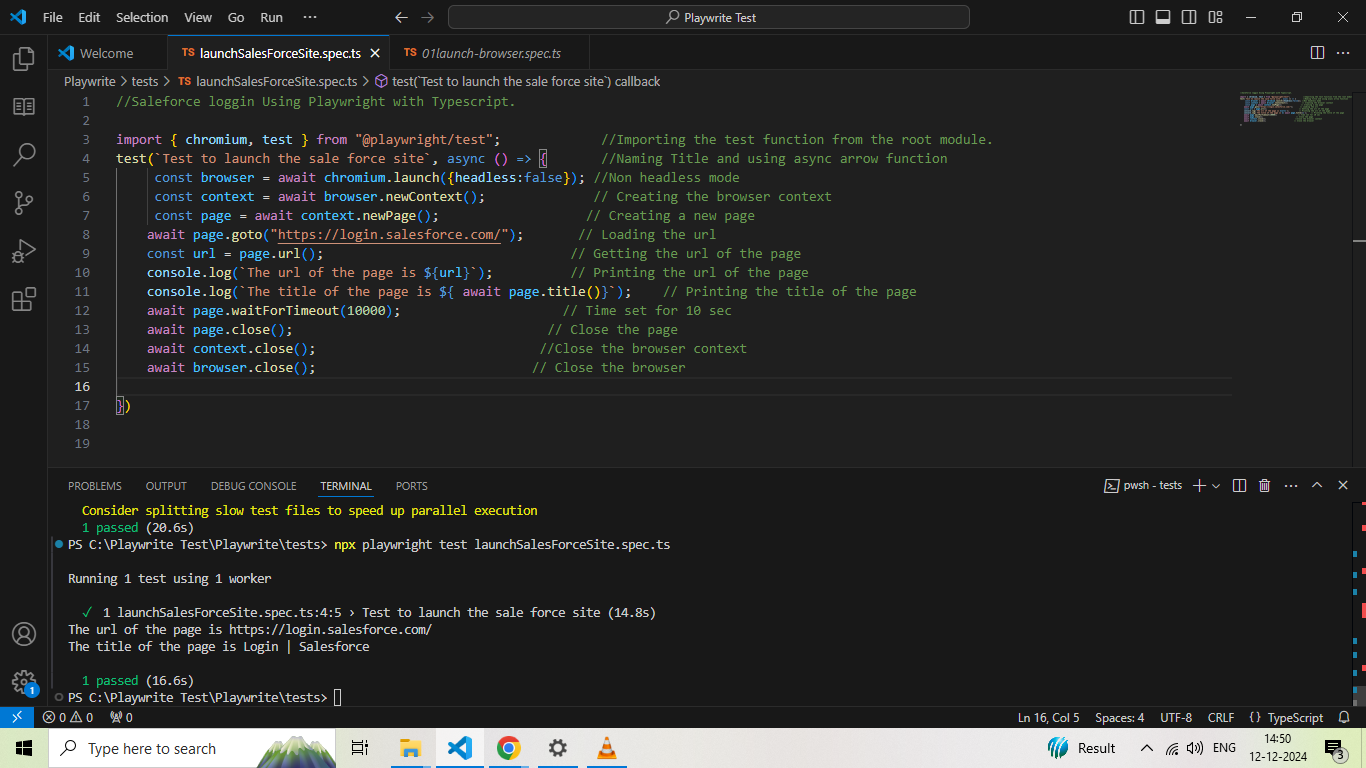 File Edit Selection View Go Run ··· Playwrite Test
Welcome TS launchSalesForceSite.spec.ts TS 01launch-browser.spec.ts
Playwrite > tests > TS launchSalesForceSite.spec.ts > test(`Test to launch the sale force site`) callback
1 //Saleforce loggin Using Playwright with Typescript.
2
3 import { chromium, test } from "@playwright/test"; //Importing the test function from the root module.
4 test(`Test to launch the sale force site`, async () => { //Naming Title and using async arrow function
5 const browser = await chromium.launch({headless:false}); //Non headless mode
6 const context = await browser.newContext(); // Creating the browser context
7 const page = await context.newPage(); // Creating a new page
8 await page.goto("https://login.salesforce.com/"); // Loading the url
9 const url = page.url(); // Getting the url of the page
10 console.log(`The url of the page is ${url}`); // Printing the url of the page
11 console.log(`The title of the page is ${ await page.title()}`); // Printing the title of the page
12 await page.waitForTimeout(10000); // Time set for 10 sec
13 await page.close(); // Close the page
14 await context.close(); //Close the browser context
15 await browser.close(); // Close the browser
16
17 })
18
19
PROBLEMS OUTPUT DEBUG CONSOLE TERMINAL PORTS pwsh - tests
Consider splitting slow test files to speed up parallel execution
1 passed (20.6s)
PS C:\Playwrite Test\Playwrite\tests> npx playwright test launchSalesForceSite.spec.ts
Running 1 test using 1 worker
✓ 1 launchSalesForceSite.spec.ts:4:5 › Test to launch the sale force site (14.8s)
The url of the page is https://login.salesforce.com/
The title of the page is Login | Salesforce
1 passed (16.6s)
PS C:\Playwrite Test\Playwrite\tests>
1
0 0 0 Ln 16, Col 5 Spaces: 4 UTF-8 CRLF {} TypeScript
Type here to search Result ENG 14:50
12-12-2024 3